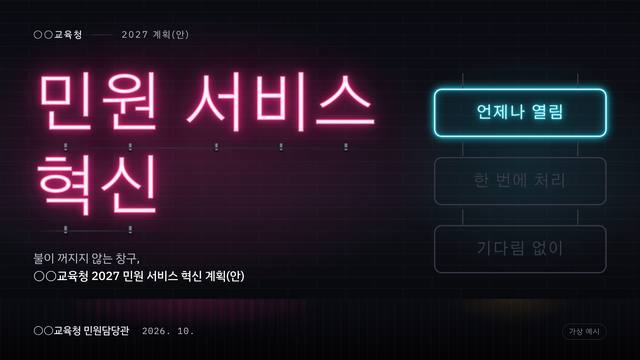 ○○교육청 2027 계획(안)
민원 서비스
혁신
언제나 열림
한 번에 처리
기다림 없이
불이 꺼지지 않는 창구,
○○교육청 2027 민원 서비스 혁신 계획(안)
○○교육청 민원담당관 2026. 10.
가상 예시